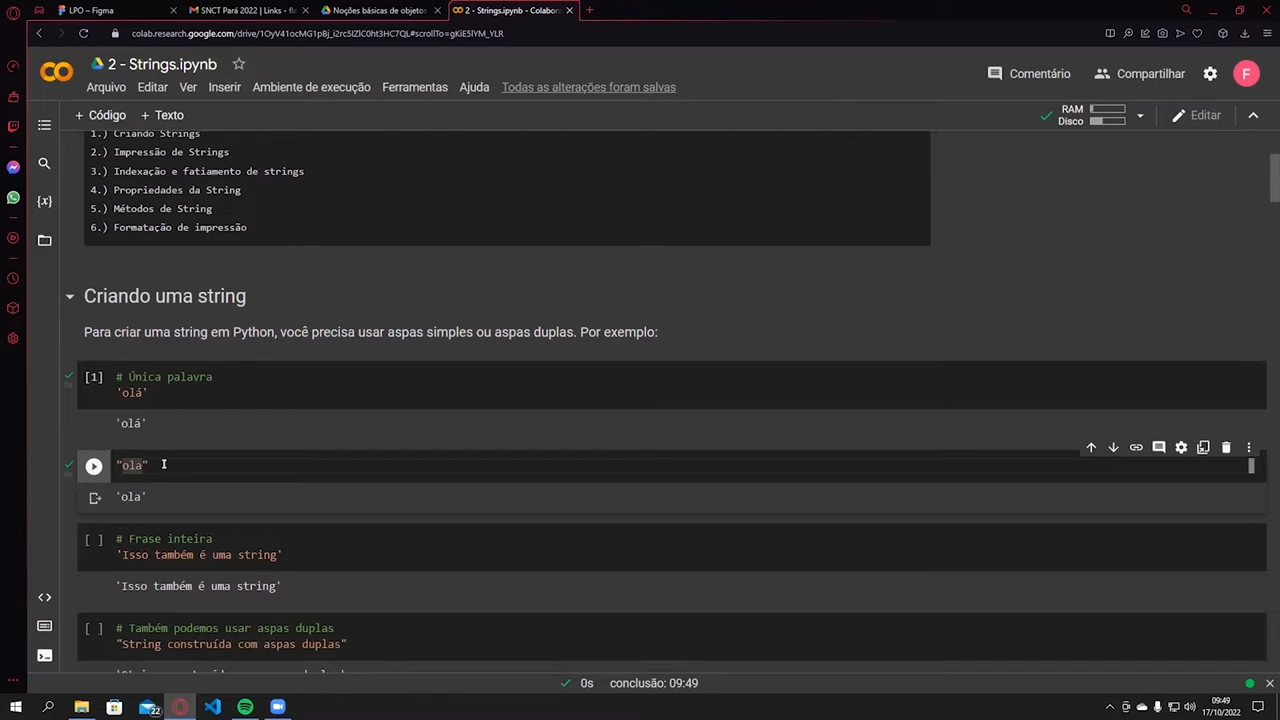 LPO – Figma
SNCT Pará 2022 | Links - B
Noções básicas de objetos
2 - Strings.ipynb - Colabora
colab.research.google.com/drive/1OyV41ocMG1pBj_i2rc5IZlC0ht3HC7QL#scrollTo=gKiE5lYM_YLR
2 - Strings.ipynb
Comentário
Compartilhar
F
Arquivo Editar Ver Inserir Ambiente de execução Ferramentas Ajuda Todas as alterações foram salvas
+ Código + Texto
RAM
Disco
Editar
1.) Criando Strings
2.) Impressão de Strings
3.) Indexação e fatiamento de strings
4.) Propriedades da String
5.) Métodos de String
6.) Formatação de impressão
Criando uma string
Para criar uma string em Python, você precisa usar aspas simples ou aspas duplas. Por exemplo:
[1] # Única palavra
'olá'
'olá'
"ola"
'ola'
[ ] # Frase inteira
'Isso também é uma string'
'Isso também é uma string'
[ ] # Também podemos usar aspas duplas
"String construída com aspas duplas"
0s conclusão: 09:49
22
09:49
17/10/2022